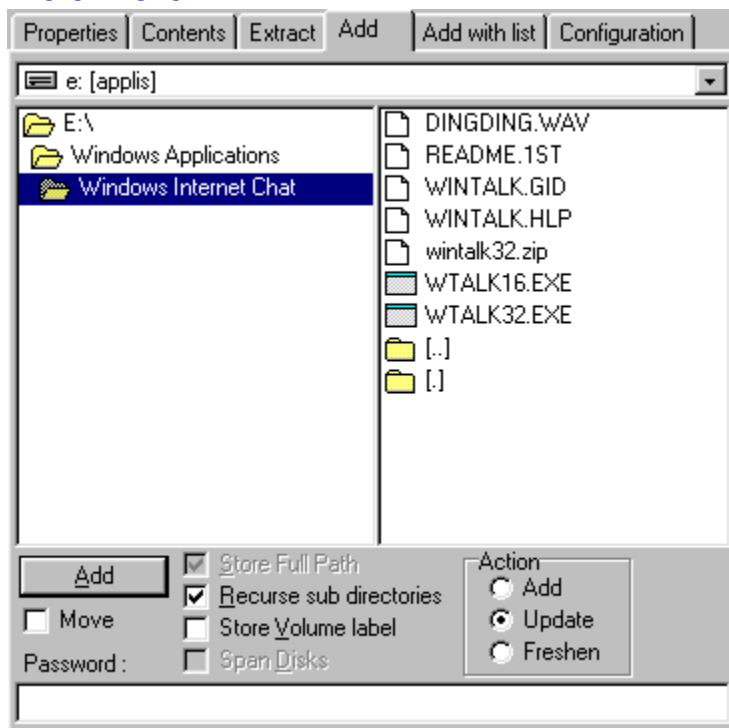 Properties Contents Extract Add Add with list Configuration
e: [applis]
E:\
Windows Applications
Windows Internet Chat
DINGDING.WAV
README.1ST
WINTALK.GID
WINTALK.HLP
wintalk32.zip
WTALK16.EXE
WTALK32.EXE
[..]
[.]
Add
Move
Password :
Store Full Path
Recurse sub directories
Store Volume label
Span Disks
Action
Add
Update
Freshen